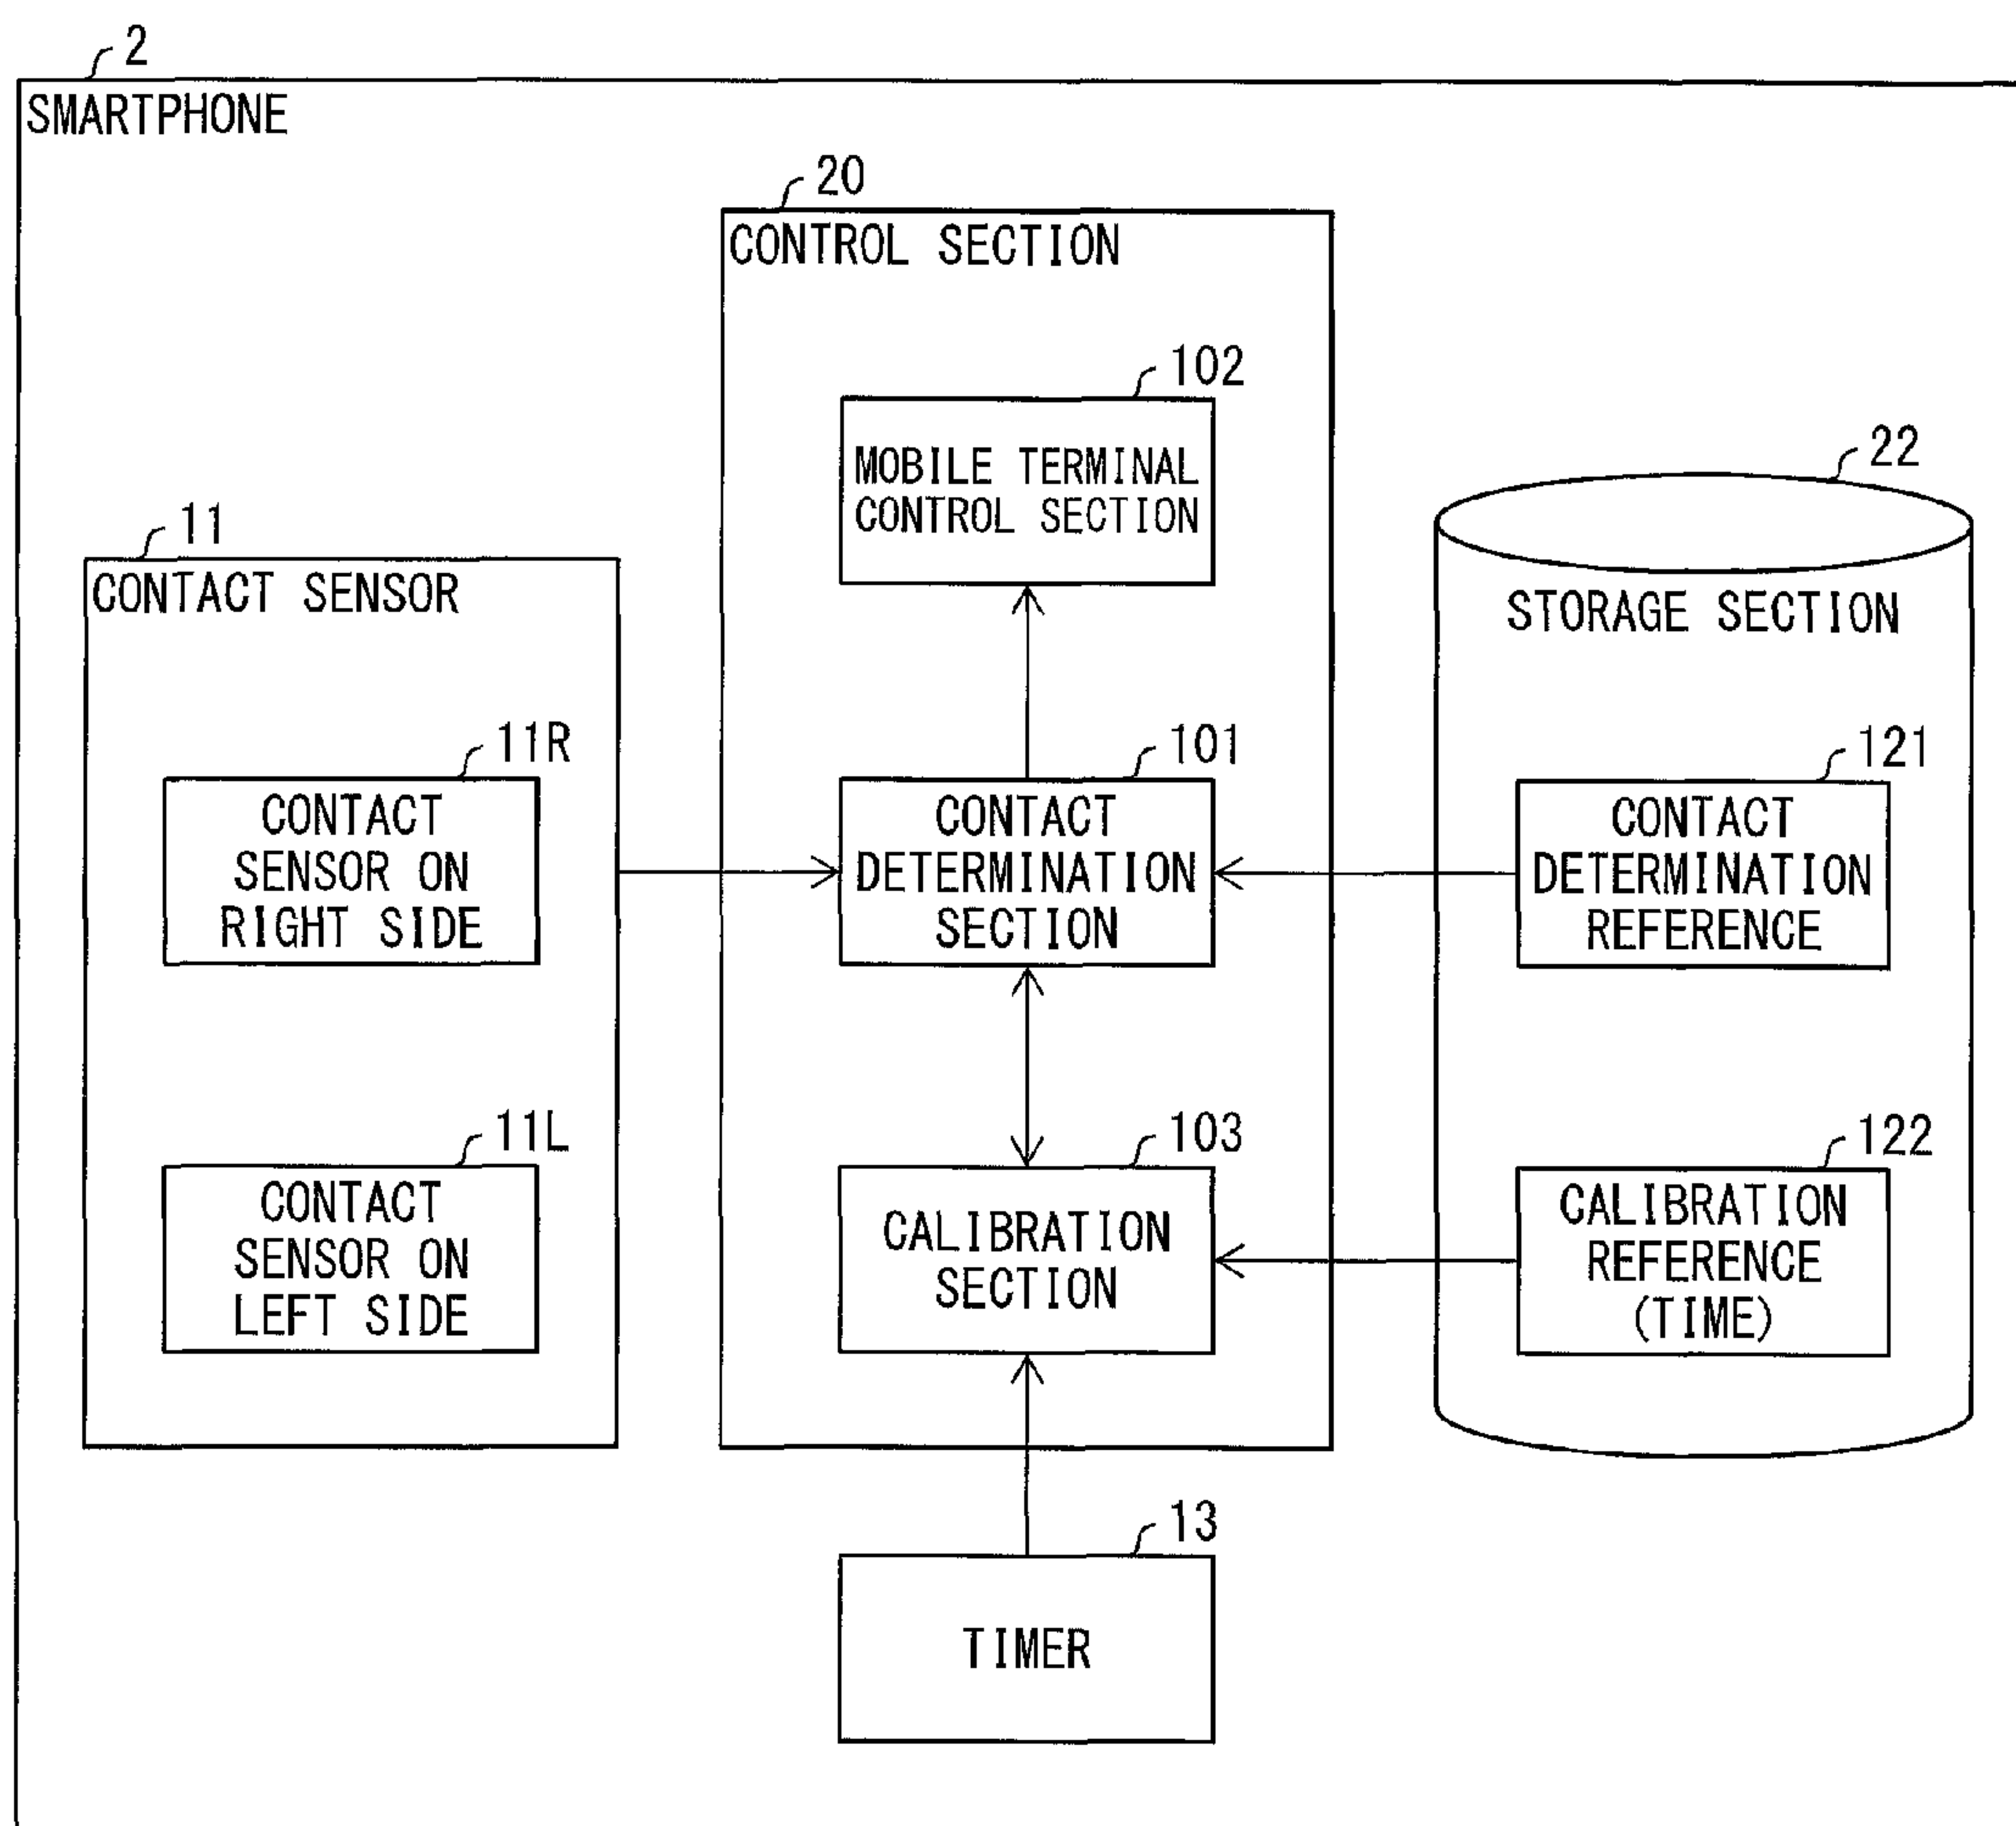 2
SMARTPHONE
20
CONTROL SECTION
102
MOBILE TERMINAL
CONTROL SECTION
11
CONTACT SENSOR
22
STORAGE SECTION
11R
CONTACT
SENSOR ON
RIGHT SIDE
101
CONTACT
DETERMINATION
SECTION
121
CONTACT
DETERMINATION
REFERENCE
11L
CONTACT
SENSOR ON
LEFT SIDE
103
CALIBRATION
SECTION
122
CALIBRATION
REFERENCE
(TIME)
13
TIMER